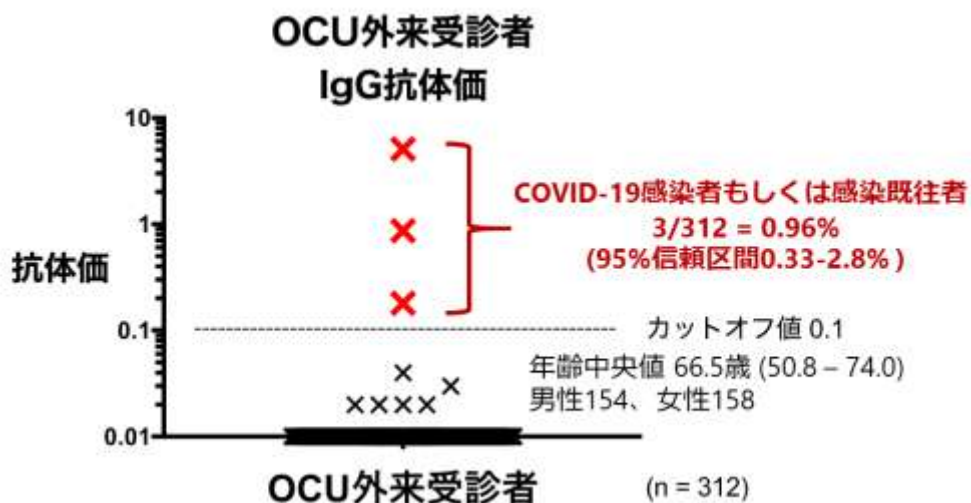 OCU外来受診者
IgG抗体価
10
1
0.1
0.01
抗体価
COVID-19感染者もしくは感染既往者
3/312 = 0.96%
(95%信頼区間0.33-2.8% )
カットオフ値 0.1
年齢中央値 66.5歳 (50.8 – 74.0)
男性154、女性158
OCU外来受診者
(n = 312)